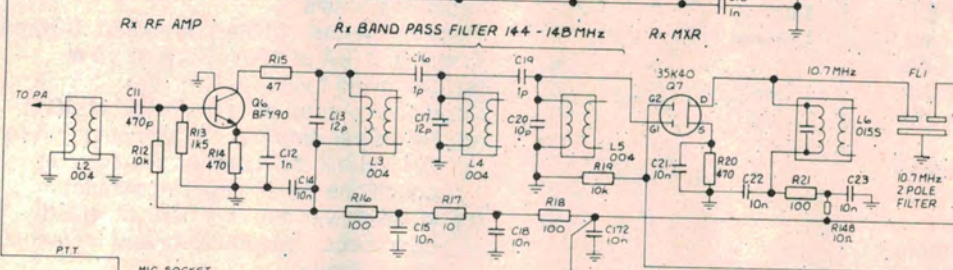 1n
Rx RF AMP
Rx BAND PASS FILTER 144 - 148 MHz
Rx MXR
R15
47
C16
1p
C19
1p
35K40
Q7
10.7MHz
FL1
TO PA
C11
470p
Q6
BFY90
C13
12p
C17
12p
C20
10p
G2
G1
D
S
L6
015S
R12
10k
R13
1k5
R14
470
C12
1n
C14
10n
L2
004
L3
004
L4
004
L5
004
R19
10k
C21
10n
R20
470
C22
10n
R21
100
C23
10n
10.7MHz
2 POLE
FILTER
R16
100
C15
10n
R17
10
C18
10n
R18
100
C172
10n
R148
10Ω
PTT
MIC SOCKET